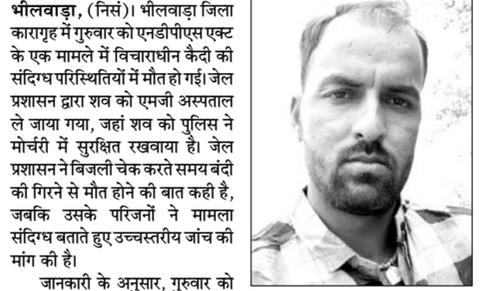 भीलवाड़ा, (निसं)। भीलवाड़ा जिला
कारागृह में गुरुवार को एनडीपीएस एक्ट
के एक मामले में विचाराधीन कैदी की
संदिग्ध परिस्थितियों में मौत हो गई। जेल
प्रशासन द्वारा शव को एमजी अस्पताल
ले जाया गया, जहां शव को पुलिस ने
मोर्चरी में सुरक्षित रखवाया है। जेल
प्रशासन ने बिजली चेक करते समय बंदी
की गिरने से मौत होने की बात कही है,
जबकि उसके परिजनों ने मामला
संदिग्ध बताते हुए उच्चस्तरीय जांच की
मांग की है।
जानकारी के अनुसार, गुरुवार को